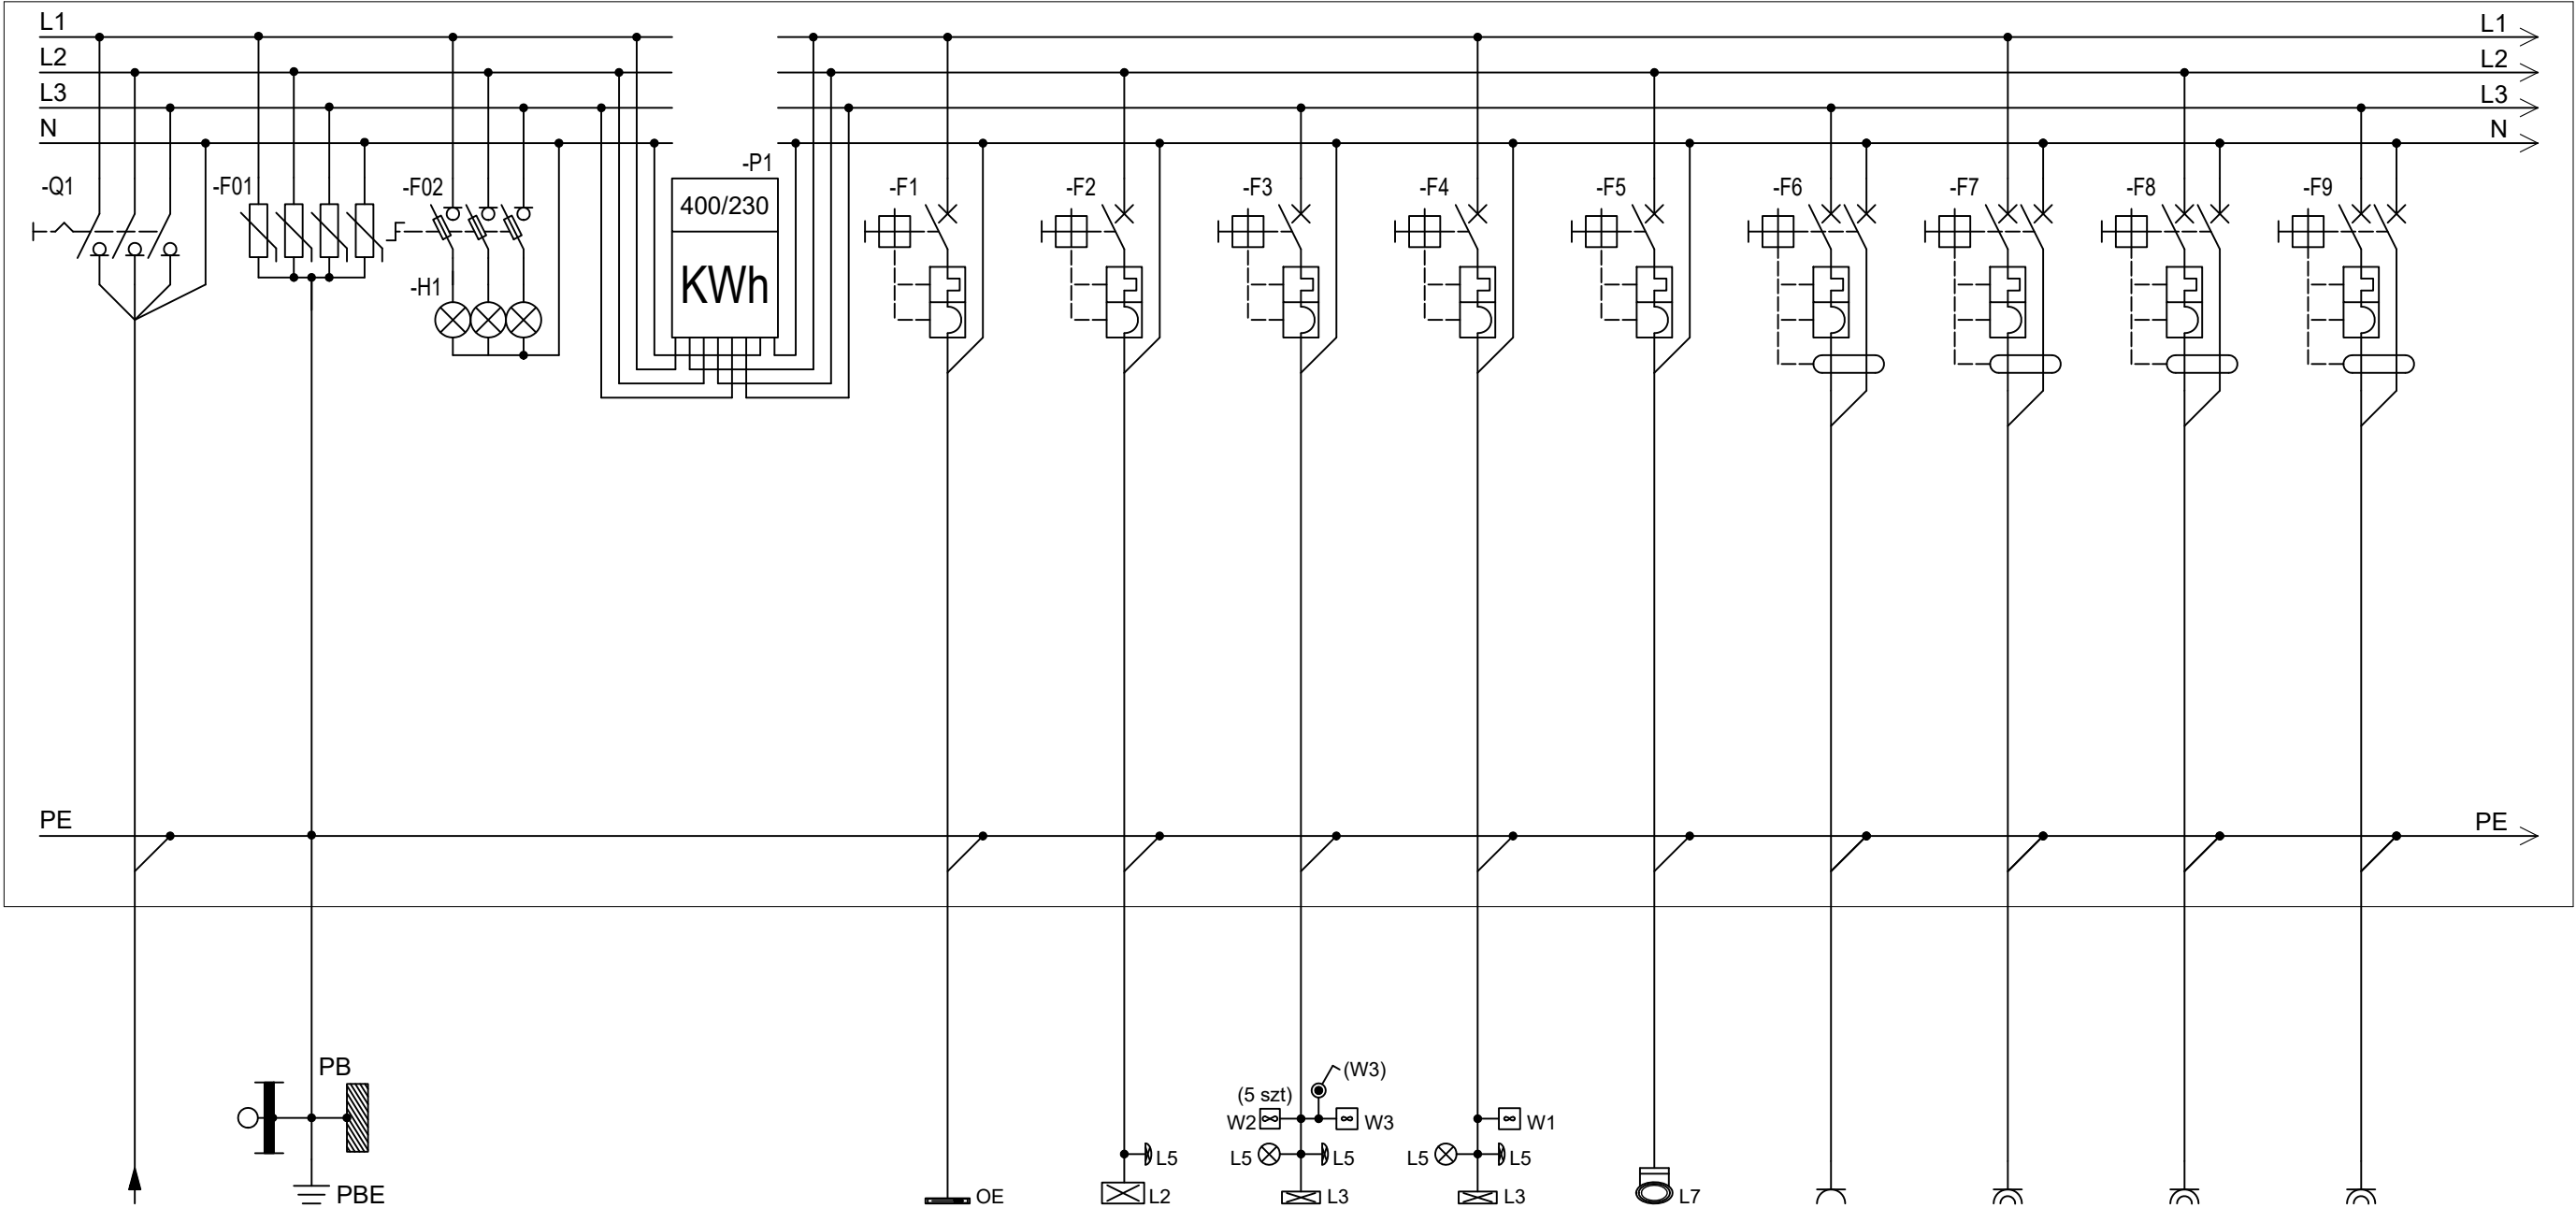 L1 L1
L2 L2
L3 L3
N N
-P1
-Q1 -F01 -F02 -F1 -F2 -F3 -F4 -F5 -F6 -F7 -F8 -F9
400/230
-H1 KWh
PE PE
PB (W3)
(5 szt)
W2 W3 W1
L5 L5 L5 L5 L5
PBE OE L2 L3 L3 L7